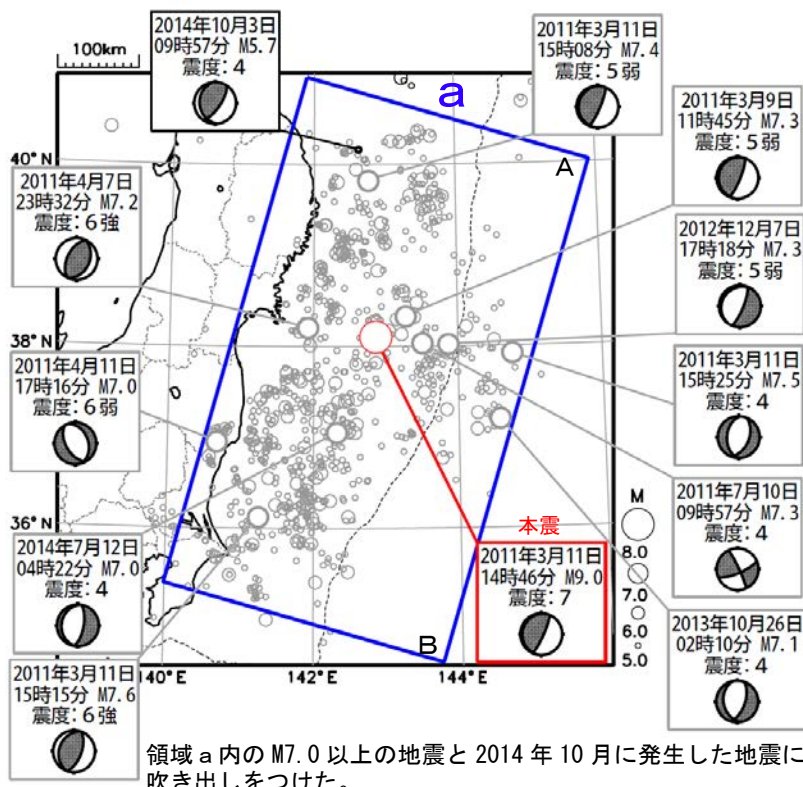 100km
2014年10月3日
09時57分 M5.7
震度：4
2011年3月11日
15時08分 M7.4
震度：5弱
a
2011年3月9日
11時45分 M7.3
震度：5弱
A
40°N
2011年4月7日
23時32分 M7.2
震度：6強
2012年12月7日
17時18分 M7.3
震度：5弱
38°N
2011年3月11日
15時25分 M7.5
震度：4
2011年4月11日
17時16分 M7.0
震度：6弱
2011年7月10日
09時57分 M7.3
震度：4
36°N
本震
2011年3月11日
14時46分 M9.0
震度：7
M
8.0
7.0
6.0
5.0
2014年7月12日
04時22分 M7.0
震度：4
2013年10月26日
02時10分 M7.1
震度：4
B
140°E
142°E
144°E
2011年3月11日
15時15分 M7.6
震度：6強
領域ａ内のM7.0以上の地震と2014年10月に発生した地震に
吹き出しをつけた。